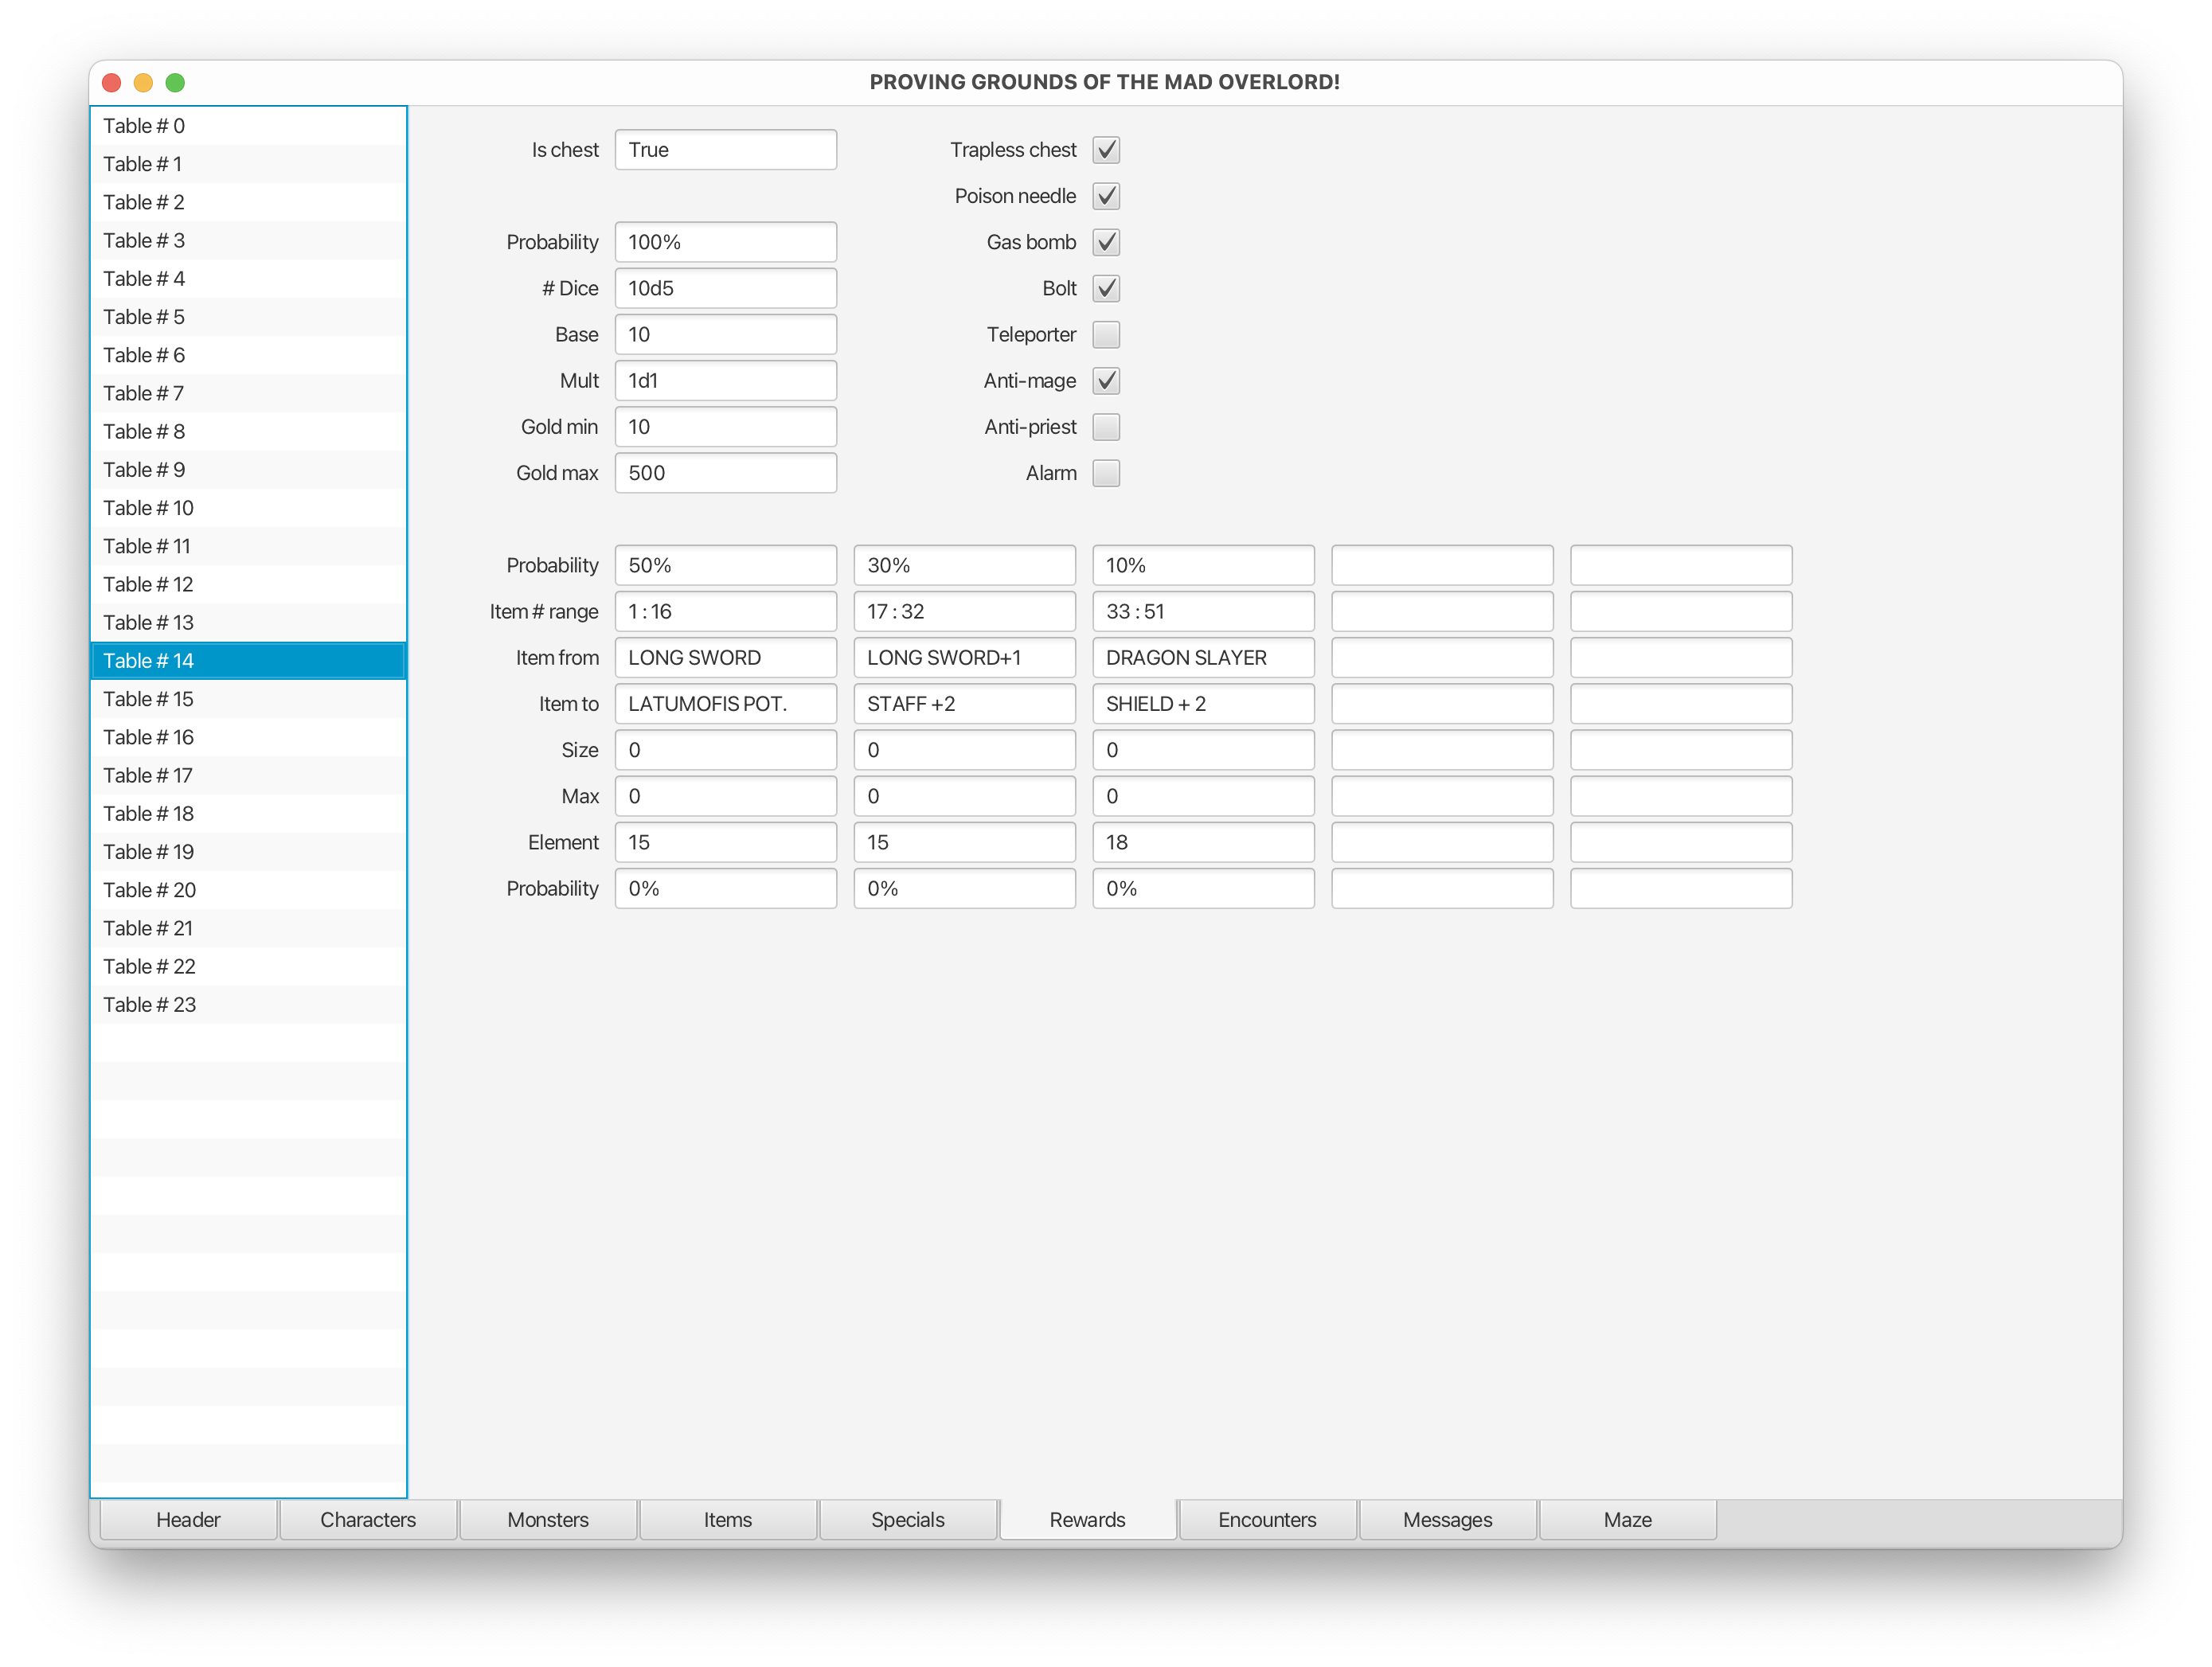 PROVING GROUNDS OF THE MAD OVERLORD!
Table # 0
Table # 1
Table # 2
Table # 3
Table # 4
Table # 5
Table # 6
Table # 7
Table # 8
Table # 9
Table # 10
Table # 11
Table # 12
Table # 13
Table # 14
Table # 15
Table # 16
Table # 17
Table # 18
Table # 19
Table # 20
Table # 21
Table # 22
Table # 23
Is chest True Trapless chest
Poison needle
Probability 100% Gas bomb
# Dice 10d5 Bolt
Base 10 Teleporter
Mult 1d1 Anti-mage
Gold min 10 Anti-priest
Gold max 500 Alarm
Probability 50% 30% 10%
Item # range 1 : 16 17 : 32 33 : 51
Item from LONG SWORD LONG SWORD+1 DRAGON SLAYER
Item to LATUMOFIS POT. STAFF +2 SHIELD + 2
Size 0 0 0
Max 0 0 0
Element 15 15 18
Probability 0% 0% 0%
Header Characters Monsters Items Specials Rewards Encounters Messages Maze